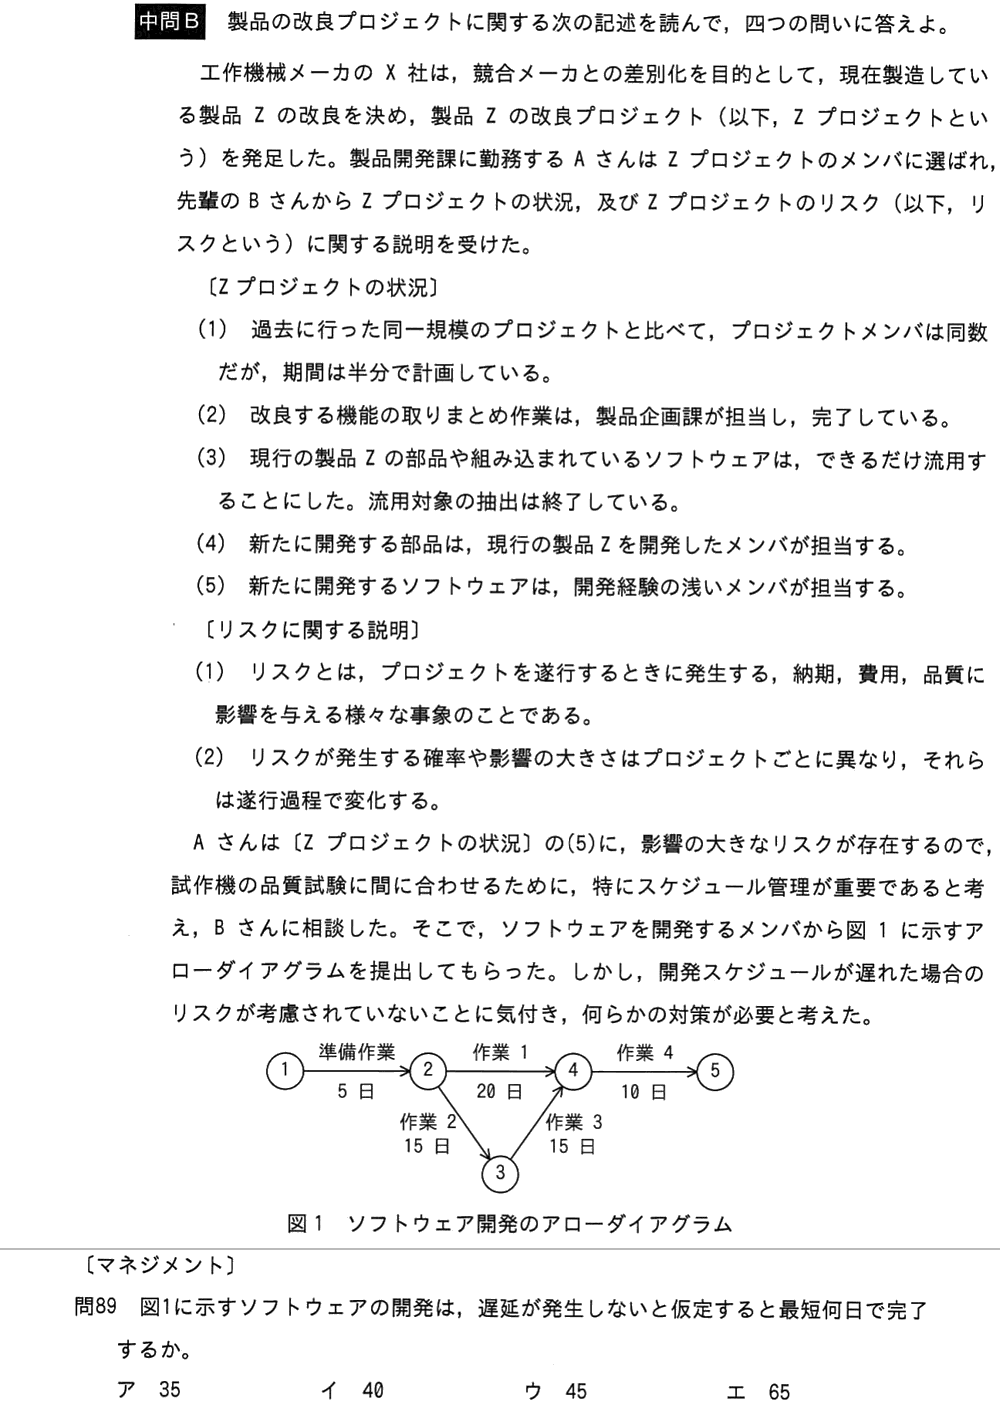 中問B 製品の改良プロジェクトに関する次の記述を読んで，四つの問いに答えよ。
工作機械メーカの X 社は，競合メーカとの差別化を目的として，現在製造してい
る製品 Z の改良を決め，製品 Z の改良プロジェクト（以下，Z プロジェクトとい
う）を発足した。製品開発課に勤務する A さんは Z プロジェクトのメンバに選ばれ，
先輩の B さんから Z プロジェクトの状況，及び Z プロジェクトのリスク（以下，リ
スクという）に関する説明を受けた。
〔Z プロジェクトの状況〕
(1) 過去に行った同一規模のプロジェクトと比べて，プロジェクトメンバは同数
だが，期間は半分で計画している。
(2) 改良する機能の取りまとめ作業は，製品企画課が担当し，完了している。
(3) 現行の製品 Z の部品や組み込まれているソフトウェアは，できるだけ流用す
ることにした。流用対象の抽出は終了している。
(4) 新たに開発する部品は，現行の製品 Z を開発したメンバが担当する。
(5) 新たに開発するソフトウェアは，開発経験の浅いメンバが担当する。
〔リスクに関する説明〕
(1) リスクとは，プロジェクトを遂行するときに発生する，納期，費用，品質に
影響を与える様々な事象のことである。
(2) リスクが発生する確率や影響の大きさはプロジェクトごとに異なり，それら
は遂行過程で変化する。
A さんは〔Z プロジェクトの状況〕の(5)に，影響の大きなリスクが存在するので，
試作機の品質試験に間に合わせるために，特にスケジュール管理が重要であると考
え，B さんに相談した。そこで，ソフトウェアを開発するメンバから図 1 に示すア
ローダイアグラムを提出してもらった。しかし，開発スケジュールが遅れた場合の
リスクが考慮されていないことに気付き，何らかの対策が必要と考えた。
準備作業 作業 1 作業 4
1 2 4 5
5 日 20 日 10 日
作業 2 作業 3
15 日 15 日
3
図 1 ソフトウェア開発のアローダイアグラム
〔マネジメント〕
問89 図1に示すソフトウェアの開発は，遅延が発生しないと仮定すると最短何日で完了
するか。
ア 35 イ 40 ウ 45 エ 65